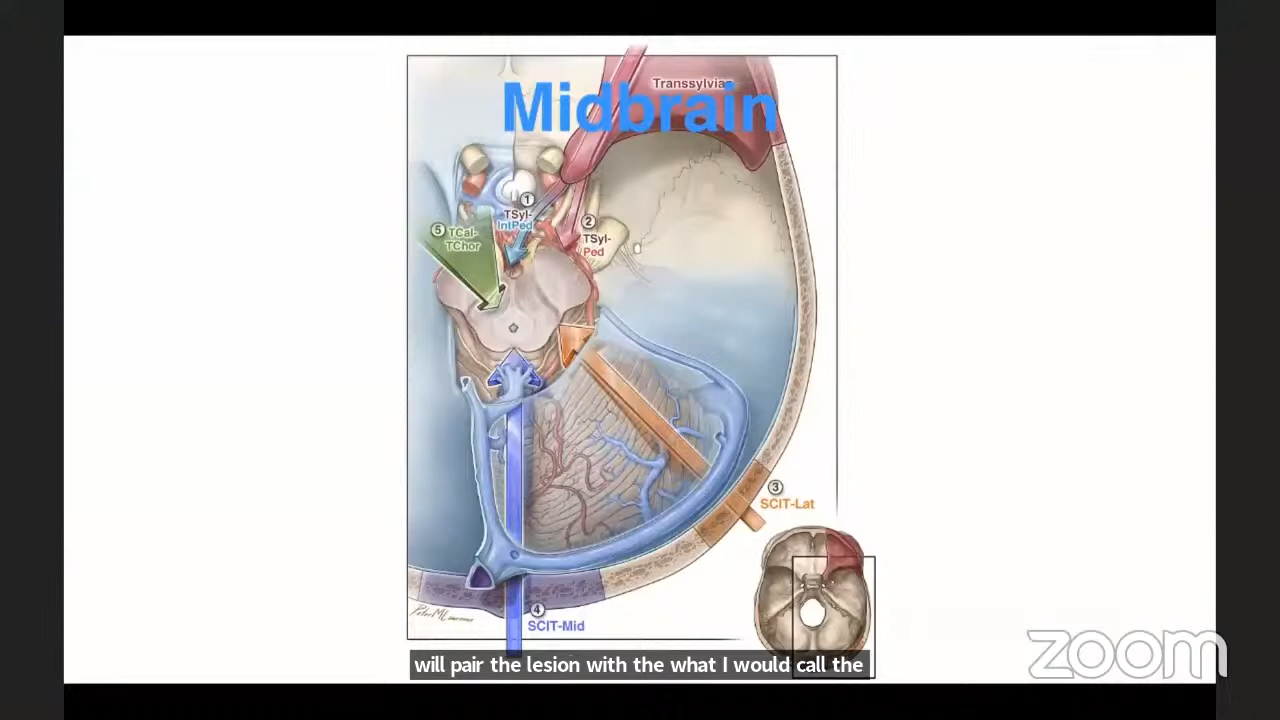 Transsylvian
Midbrain
1
TSyl-
IntPed
2
TSyl-
Ped
5 TCal-
TChor
3
SCIT-Lat
4
SCIT-Mid
will pair the lesion with the what I would call the
zoom